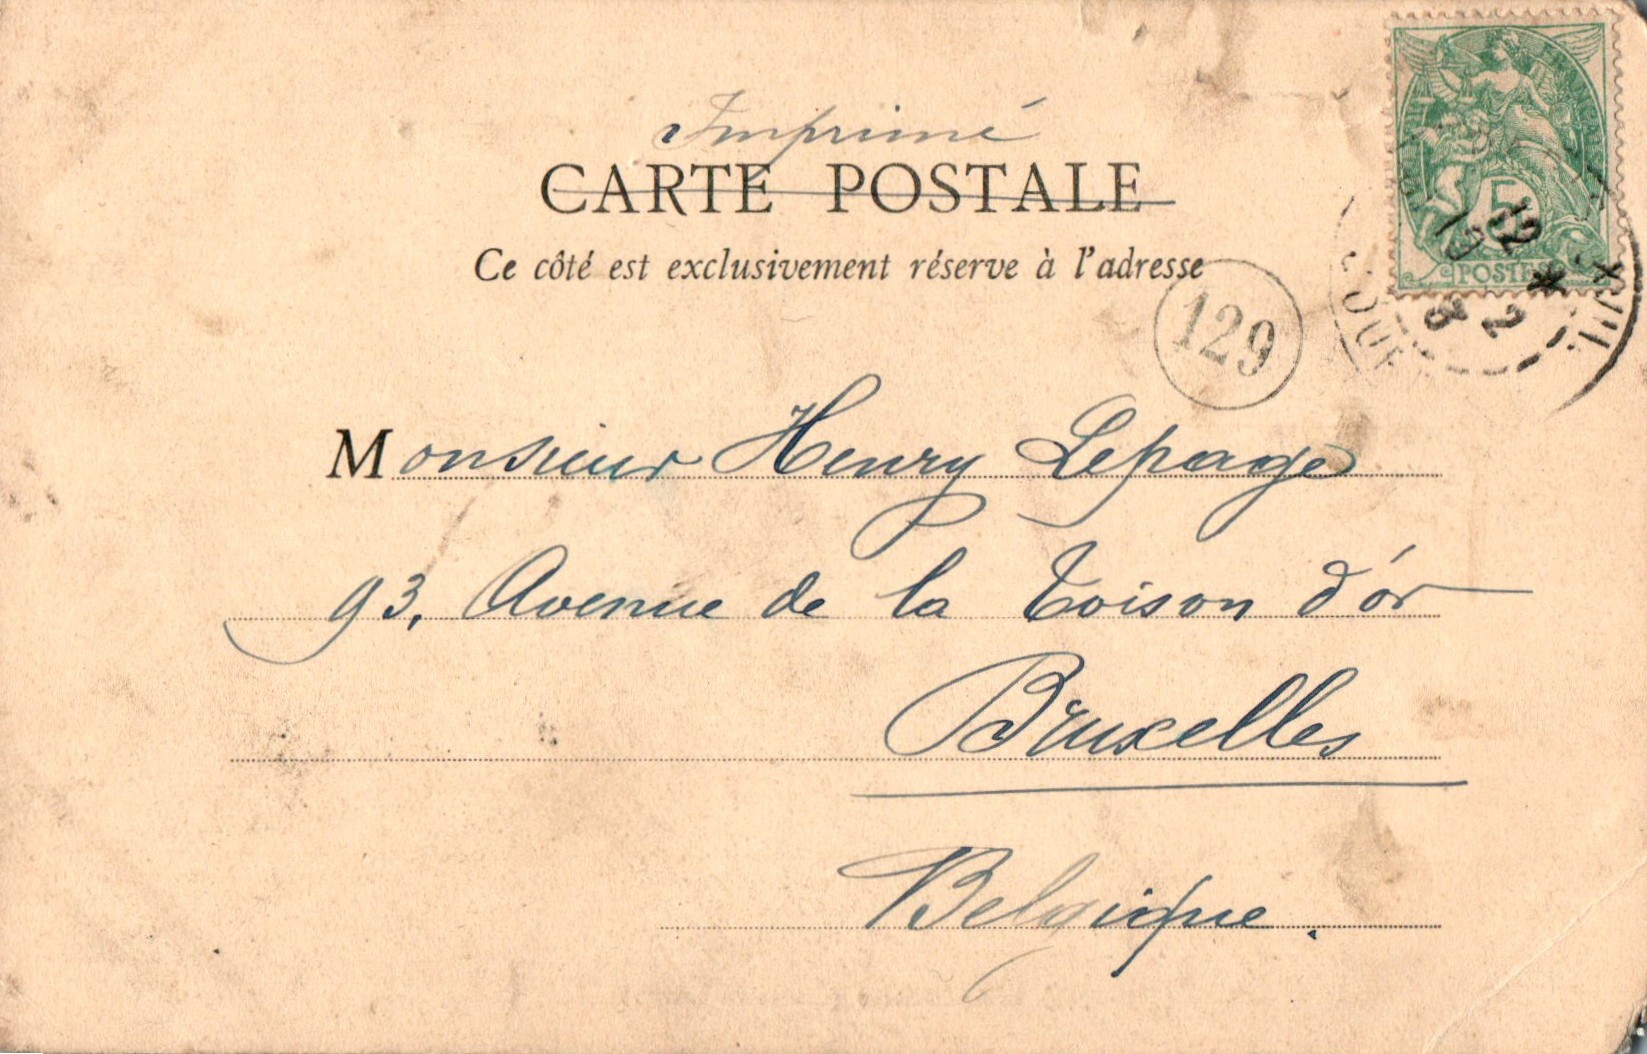 Imprimé
CARTE POSTALE
Ce côté est exclusivement réserve à l'adresse
5
POSTES
129
Monsieur Henry Lepage
93, Avenue de la Toison d'or
Bruxelles
Belgique.